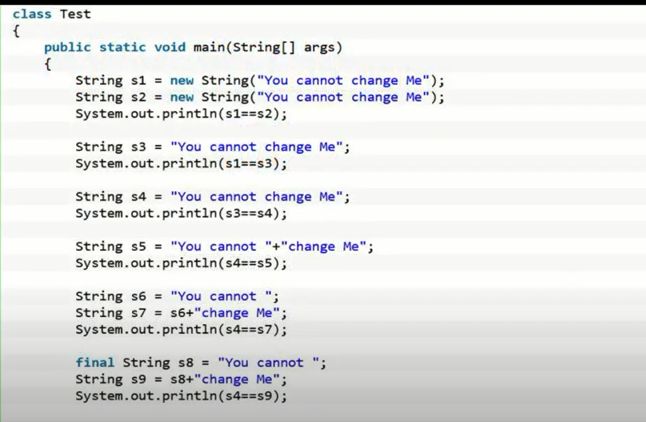 class Test
{
public static void main(String[] args)
{
String s1 = new String("You cannot change Me");
String s2 = new String("You cannot change Me");
System.out.println(s1==s2);
String s3 = "You cannot change Me";
System.out.println(s1==s3);
String s4 = "You cannot change Me";
System.out.println(s3==s4);
String s5 = "You cannot "+"change Me";
System.out.println(s4==s5);
String s6 = "You cannot ";
String s7 = s6+"change Me";
System.out.println(s4==s7);
final String s8 = "You cannot ";
String s9 = s8+"change Me";
System.out.println(s4==s9);